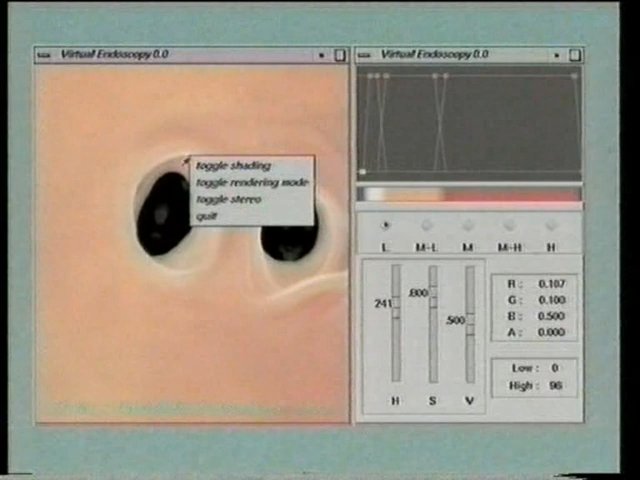 Virtual Endoscopy 0.0
toggle shading
toggle rendering mode
toggle stereo
quit
Virtual Endoscopy 0.0
L M-L M M-H H
.241 .800 .500
H S V
R : 0.107
G : 0.100
B : 0.500
A : 0.000
Low : 0
High : 96